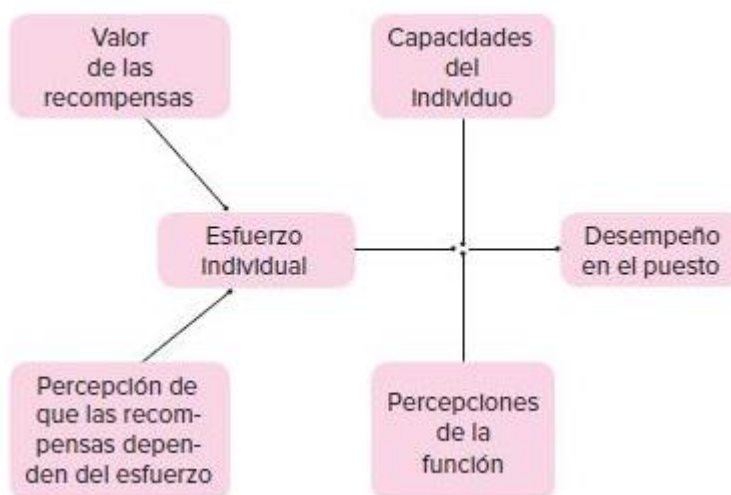 Valor
de las
recompensas
Capacidades
del
individuo
Esfuerzo
individual
Desempeño
en el puesto
Percepción de
que las recom-
pensas depen-
den del esfuerzo
Percepciones
de la
función